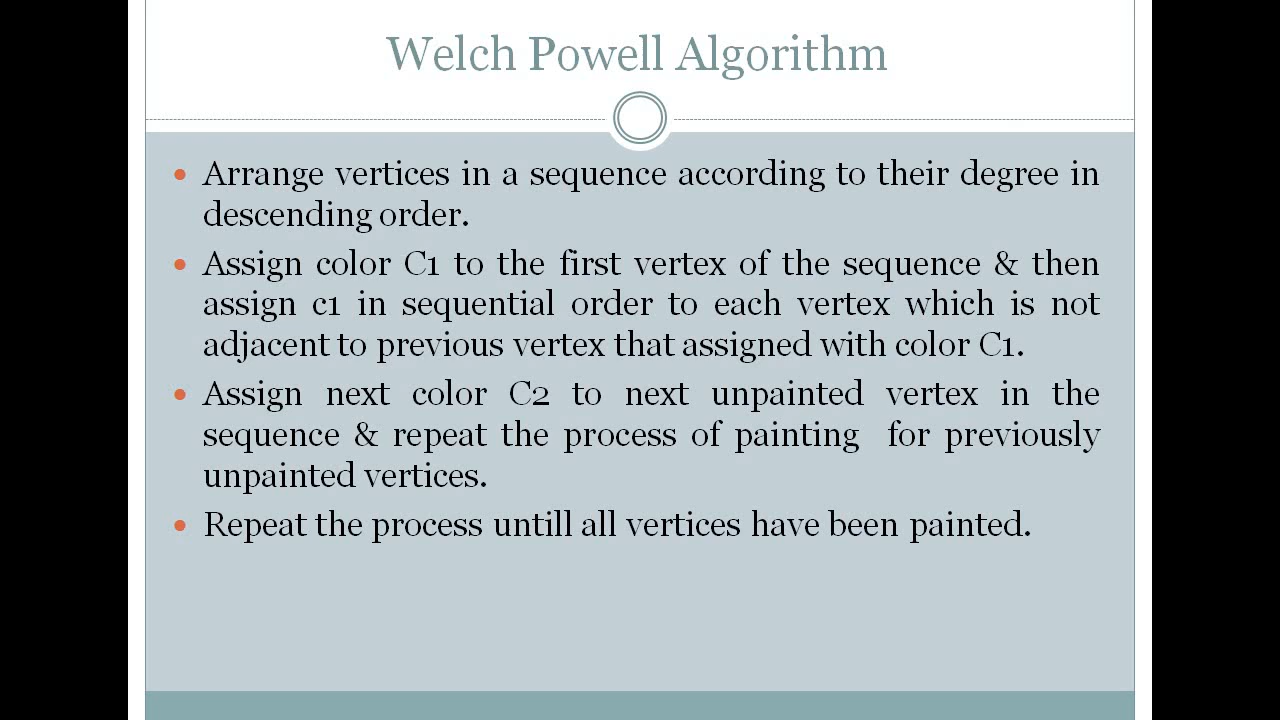 Welch Powell Algorithm
• Arrange vertices in a sequence according to their degree in
descending order.
• Assign color C1 to the first vertex of the sequence & then
assign c1 in sequential order to each vertex which is not
adjacent to previous vertex that assigned with color C1.
• Assign next color C2 to next unpainted vertex in the
sequence & repeat the process of painting for previously
unpainted vertices.
• Repeat the process untill all vertices have been painted.